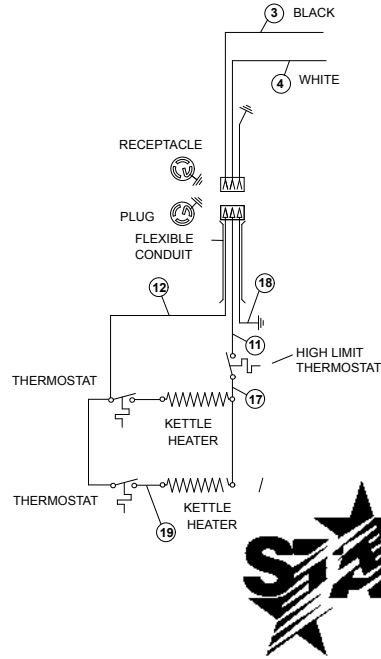 3 BLACK
4 WHITE
RECEPTACLE
PLUG
FLEXIBLE
CONDUIT
12
18
11
HIGH LIMIT
THERMOSTAT
17
THERMOSTAT
KETTLE
HEATER
THERMOSTAT
19
KETTLE
HEATER
STA